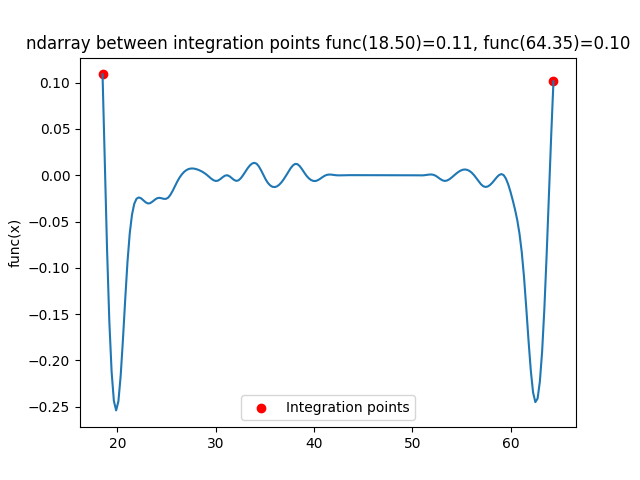 ndarray between integration points func(18.50)=0.11, func(64.35)=0.10
0.10
0.05
0.00
−0.05
−0.10
−0.15
−0.20
−0.25
func(x)
Integration points
20 30 40 50 60